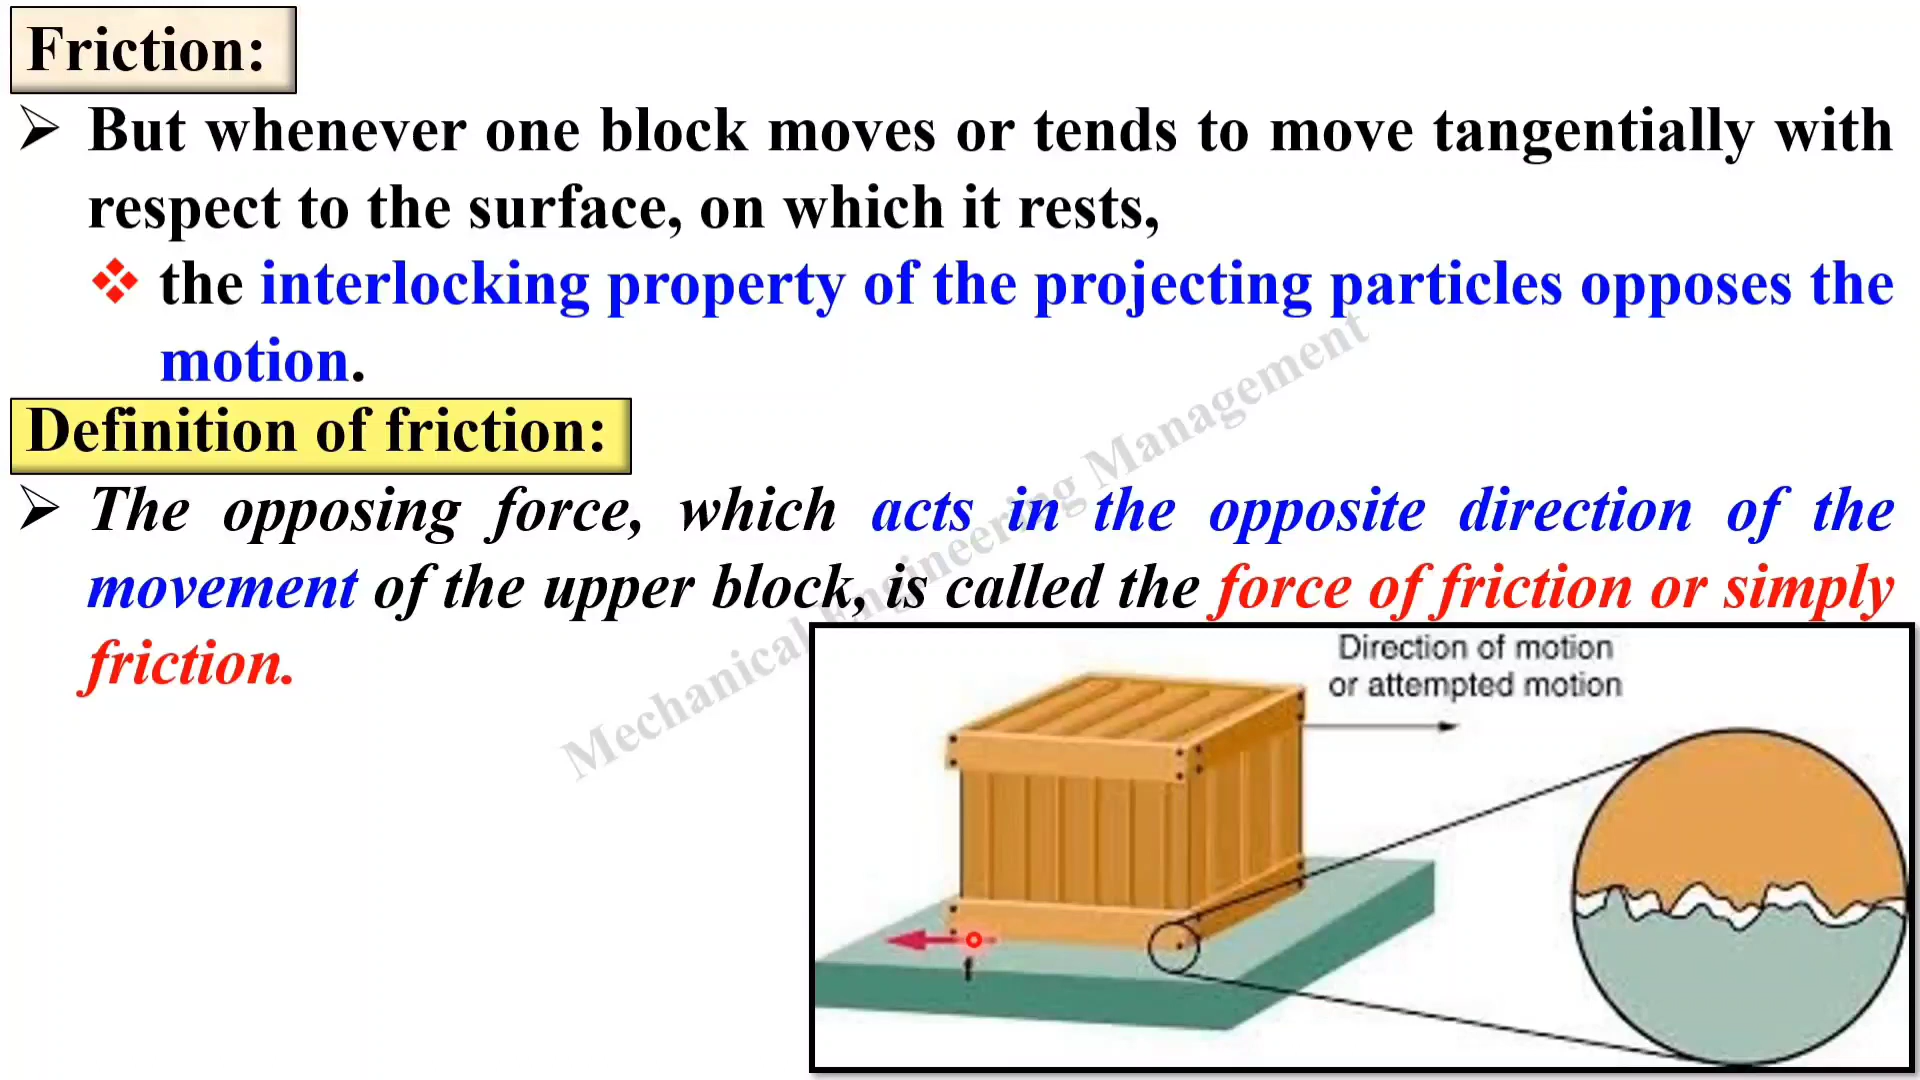 Friction:
➢ But whenever one block moves or tends to move tangentially with
respect to the surface, on which it rests,
❖ the interlocking property of the projecting particles opposes the
motion.
Definition of friction:
➢ The opposing force, which acts in the opposite direction of the
movement of the upper block, is called the force of friction or simply
friction.
Mechanical Engineering Management
Direction of motion
or attempted motion
f